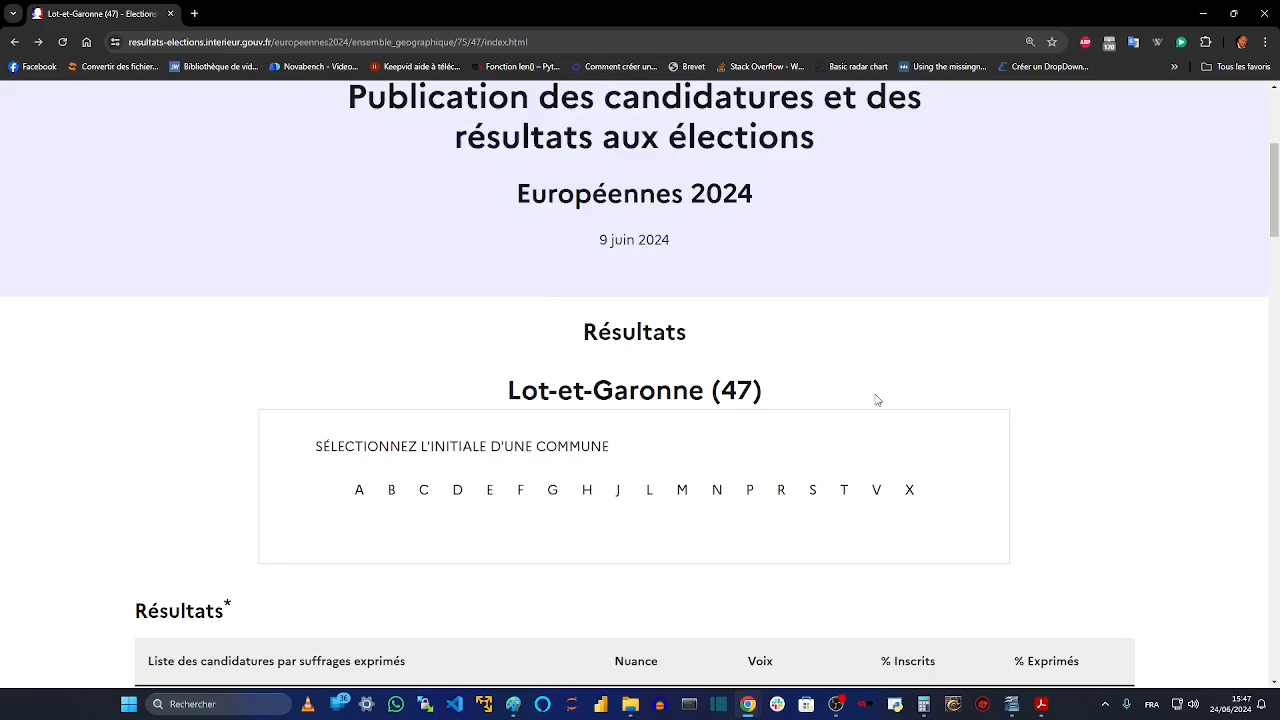 Lot-et-Garonne (47) - Elections
resultats-elections.interieur.gouv.fr/europeennes2024/ensemble_geographique/75/47/index.html
120
Facebook
Convertir des fichier...
Bibliothèque de vid...
Novabench - Video...
Keepvid aide à téléc...
Fonction len() – Pyt...
Comment créer un...
Brevet
Stack Overflow - W...
Basic radar chart
Using the missingn...
Créer un DropDown...
»
Tous les favoris
Publication des candidatures et des
résultats aux élections
Européennes 2024
9 juin 2024
Résultats
Lot-et-Garonne (47)
SÉLECTIONNEZ L'INITIALE D'UNE COMMUNE
A B C D E F G H J L M N P R S T V X
Résultats*
Liste des candidatures par suffrages exprimés Nuance Voix % Inscrits % Exprimés
Rechercher
FRA
15:47
24/06/2024